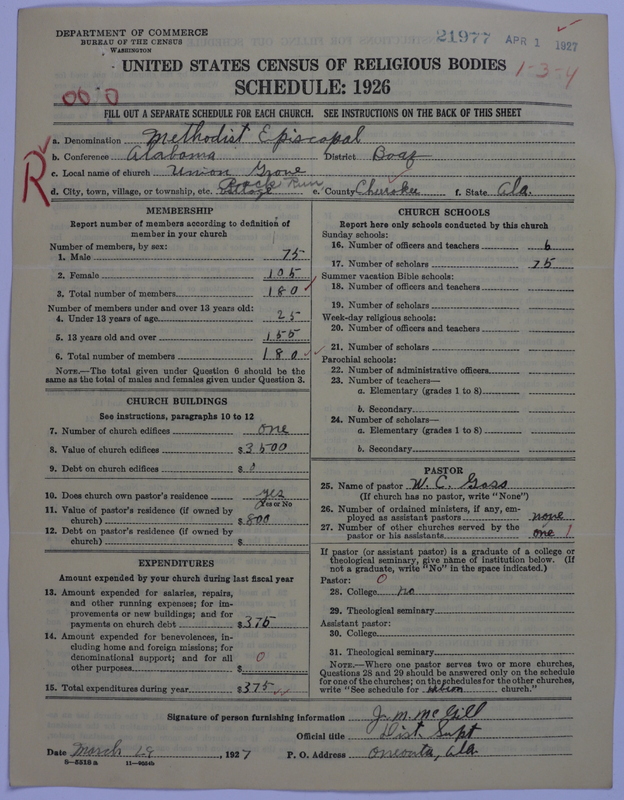 DEPARTMENT OF COMMERCE
BUREAU OF THE CENSUS
WASHINGTON
21977 APR 1 1927
UNITED STATES CENSUS OF RELIGIOUS BODIES
1-3-4
SCHEDULE: 1926
FILL OUT A SEPARATE SCHEDULE FOR EACH CHURCH. SEE INSTRUCTIONS ON THE BACK OF THIS SHEET
R
a. Denomination Methodist Episcopal
b. Conference Alabama District Boaz
c. Local name of church Union Grove
d. City, town, village, or township, etc. Rock Run e. County Cherokee f. State Ala.
MEMBERSHIP
Report number of members according to definition of
member in your church
Number of members, by sex:
1. Male 75
2. Female 105
3. Total number of members 180
Number of members under and over 13 years old:
4. Under 13 years of age 25
5. 13 years old and over 155
6. Total number of members 180
NOTE.—The total given under Question 6 should be the
same as the total of males and females given under Question 3.
CHURCH BUILDINGS
See instructions, paragraphs 10 to 12
7. Number of church edifices one
8. Value of church edifices $3500
9. Debt on church edifices $0
10. Does church own pastor's residence yes
Yes or No
11. Value of pastor's residence (if owned by
church) $800
12. Debt on pastor's residence (if owned by
church) $
EXPENDITURES
Amount expended by your church during last fiscal year
13. Amount expended for salaries, repairs,
and other running expenses; for im-
provements or new buildings; and for
payments on church debt $375
14. Amount expended for benevolences, in-
cluding home and foreign missions; for
denominational support; and for all
other purposes $ 0
15. Total expenditures during year $375
CHURCH SCHOOLS
Report here only schools conducted by this church
Sunday schools:
16. Number of officers and teachers 6
17. Number of scholars 75
Summer vacation Bible schools:
18. Number of officers and teachers
19. Number of scholars
Week-day religious schools:
20. Number of officers and teachers
21. Number of scholars
Parochial schools:
22. Number of administrative officers
23. Number of teachers—
a. Elementary (grades 1 to 8)
b. Secondary
24. Number of scholars—
a. Elementary (grades 1 to 8)
b. Secondary
PASTOR
25. Name of pastor W. C. Goss
(If church has no pastor, write "None")
26. Number of ordained ministers, if any, em-
ployed as assistant pastors none
27. Number of other churches served by the
pastor or his assistants one 1
If pastor (or assistant pastor) is a graduate of a college or
theological seminary, give name of institution below. (If
not a graduate, write "No" in the space indicated.)
Pastor: 0
28. College no
29. Theological seminary
Assistant pastor:
30. College
31. Theological seminary
NOTE.—Where one pastor serves two or more churches,
Questions 28 and 29 should be answered only on the schedule
for one of the churches; on the schedules for the other churches,
write "See schedule for church."
Signature of person furnishing information J. M. McGill
Official title Dist Supt
Date March 29, 1927 P. O. Address Oneonta, Ala